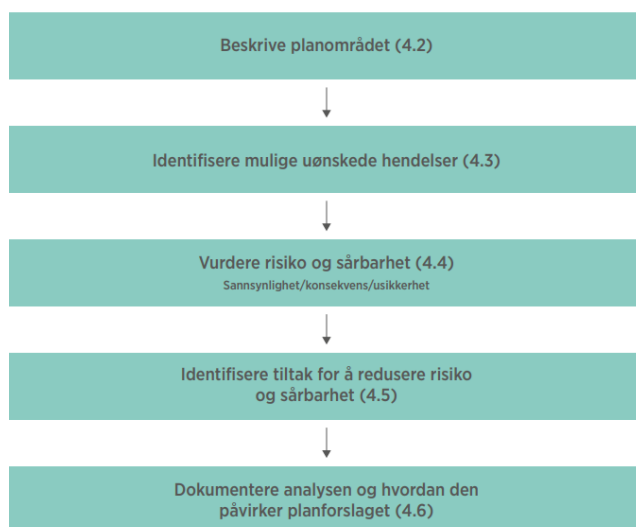 Beskrive planområdet (4.2)
Identifisere mulige uønskede hendelser (4.3)
Vurdere risiko og sårbarhet (4.4)
Sannsynlighet/konsekvens/usikkerhet
Identifisere tiltak for å redusere risiko
og sårbarhet (4.5)
Dokumentere analysen og hvordan den
påvirker planforslaget (4.6)